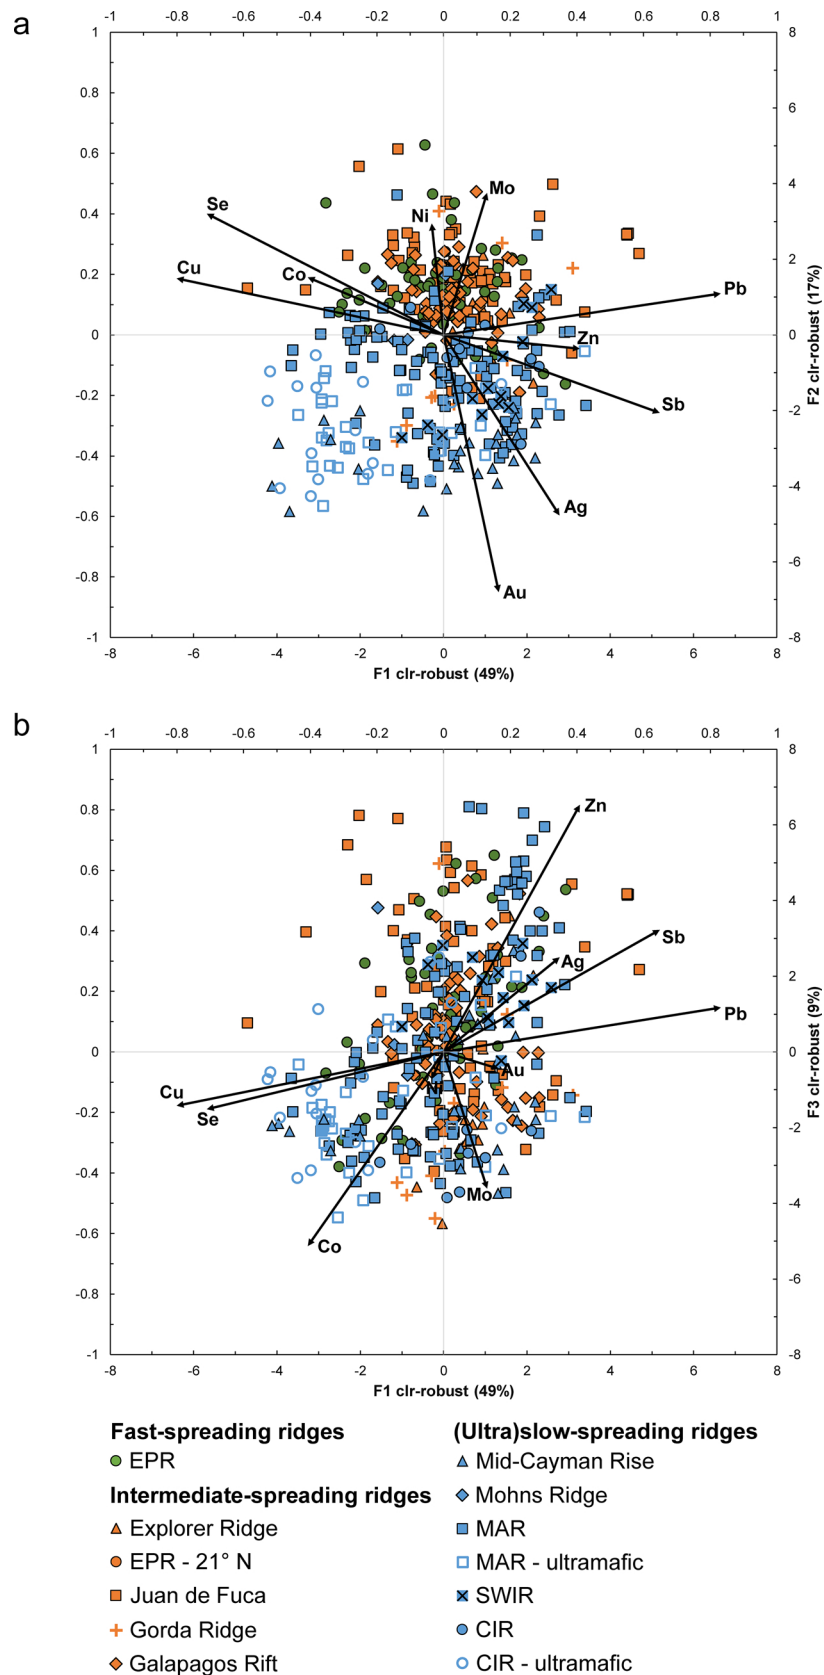 a
-1 -0.8 -0.6 -0.4 -0.2 0 0.2 0.4 0.6 0.8 1
1 8
0.8 6
0.6 4
0.4 2
0.2 0
0 -2
-0.2 -4
-0.4 -6
-0.6 -8
-0.8
-1
Se
Cu
Co
Ni
Mo
Pb
Zn
Sb
Ag
Au
F2 clr-robust (17%)
-8 -6 -4 -2 0 2 4 6 8
F1 clr-robust (49%)
b
-1 -0.8 -0.6 -0.4 -0.2 0 0.2 0.4 0.6 0.8 1
1 8
0.8 6
0.6 4
0.4 2
0.2 0
0 -2
-0.2 -4
-0.4 -6
-0.6 -8
-0.8
-1
Zn
Sb
Ag
Pb
Au
Cu
Se
Ni
Mo
Co
F3 clr-robust (9%)
-8 -6 -4 -2 0 2 4 6 8
F1 clr-robust (49%)
Fast-spreading ridges
EPR
Intermediate-spreading ridges
Explorer Ridge
EPR - 21° N
Juan de Fuca
Gorda Ridge
Galapagos Rift
(Ultra)slow-spreading ridges
Mid-Cayman Rise
Mohns Ridge
MAR
MAR - ultramafic
SWIR
CIR
CIR - ultramafic